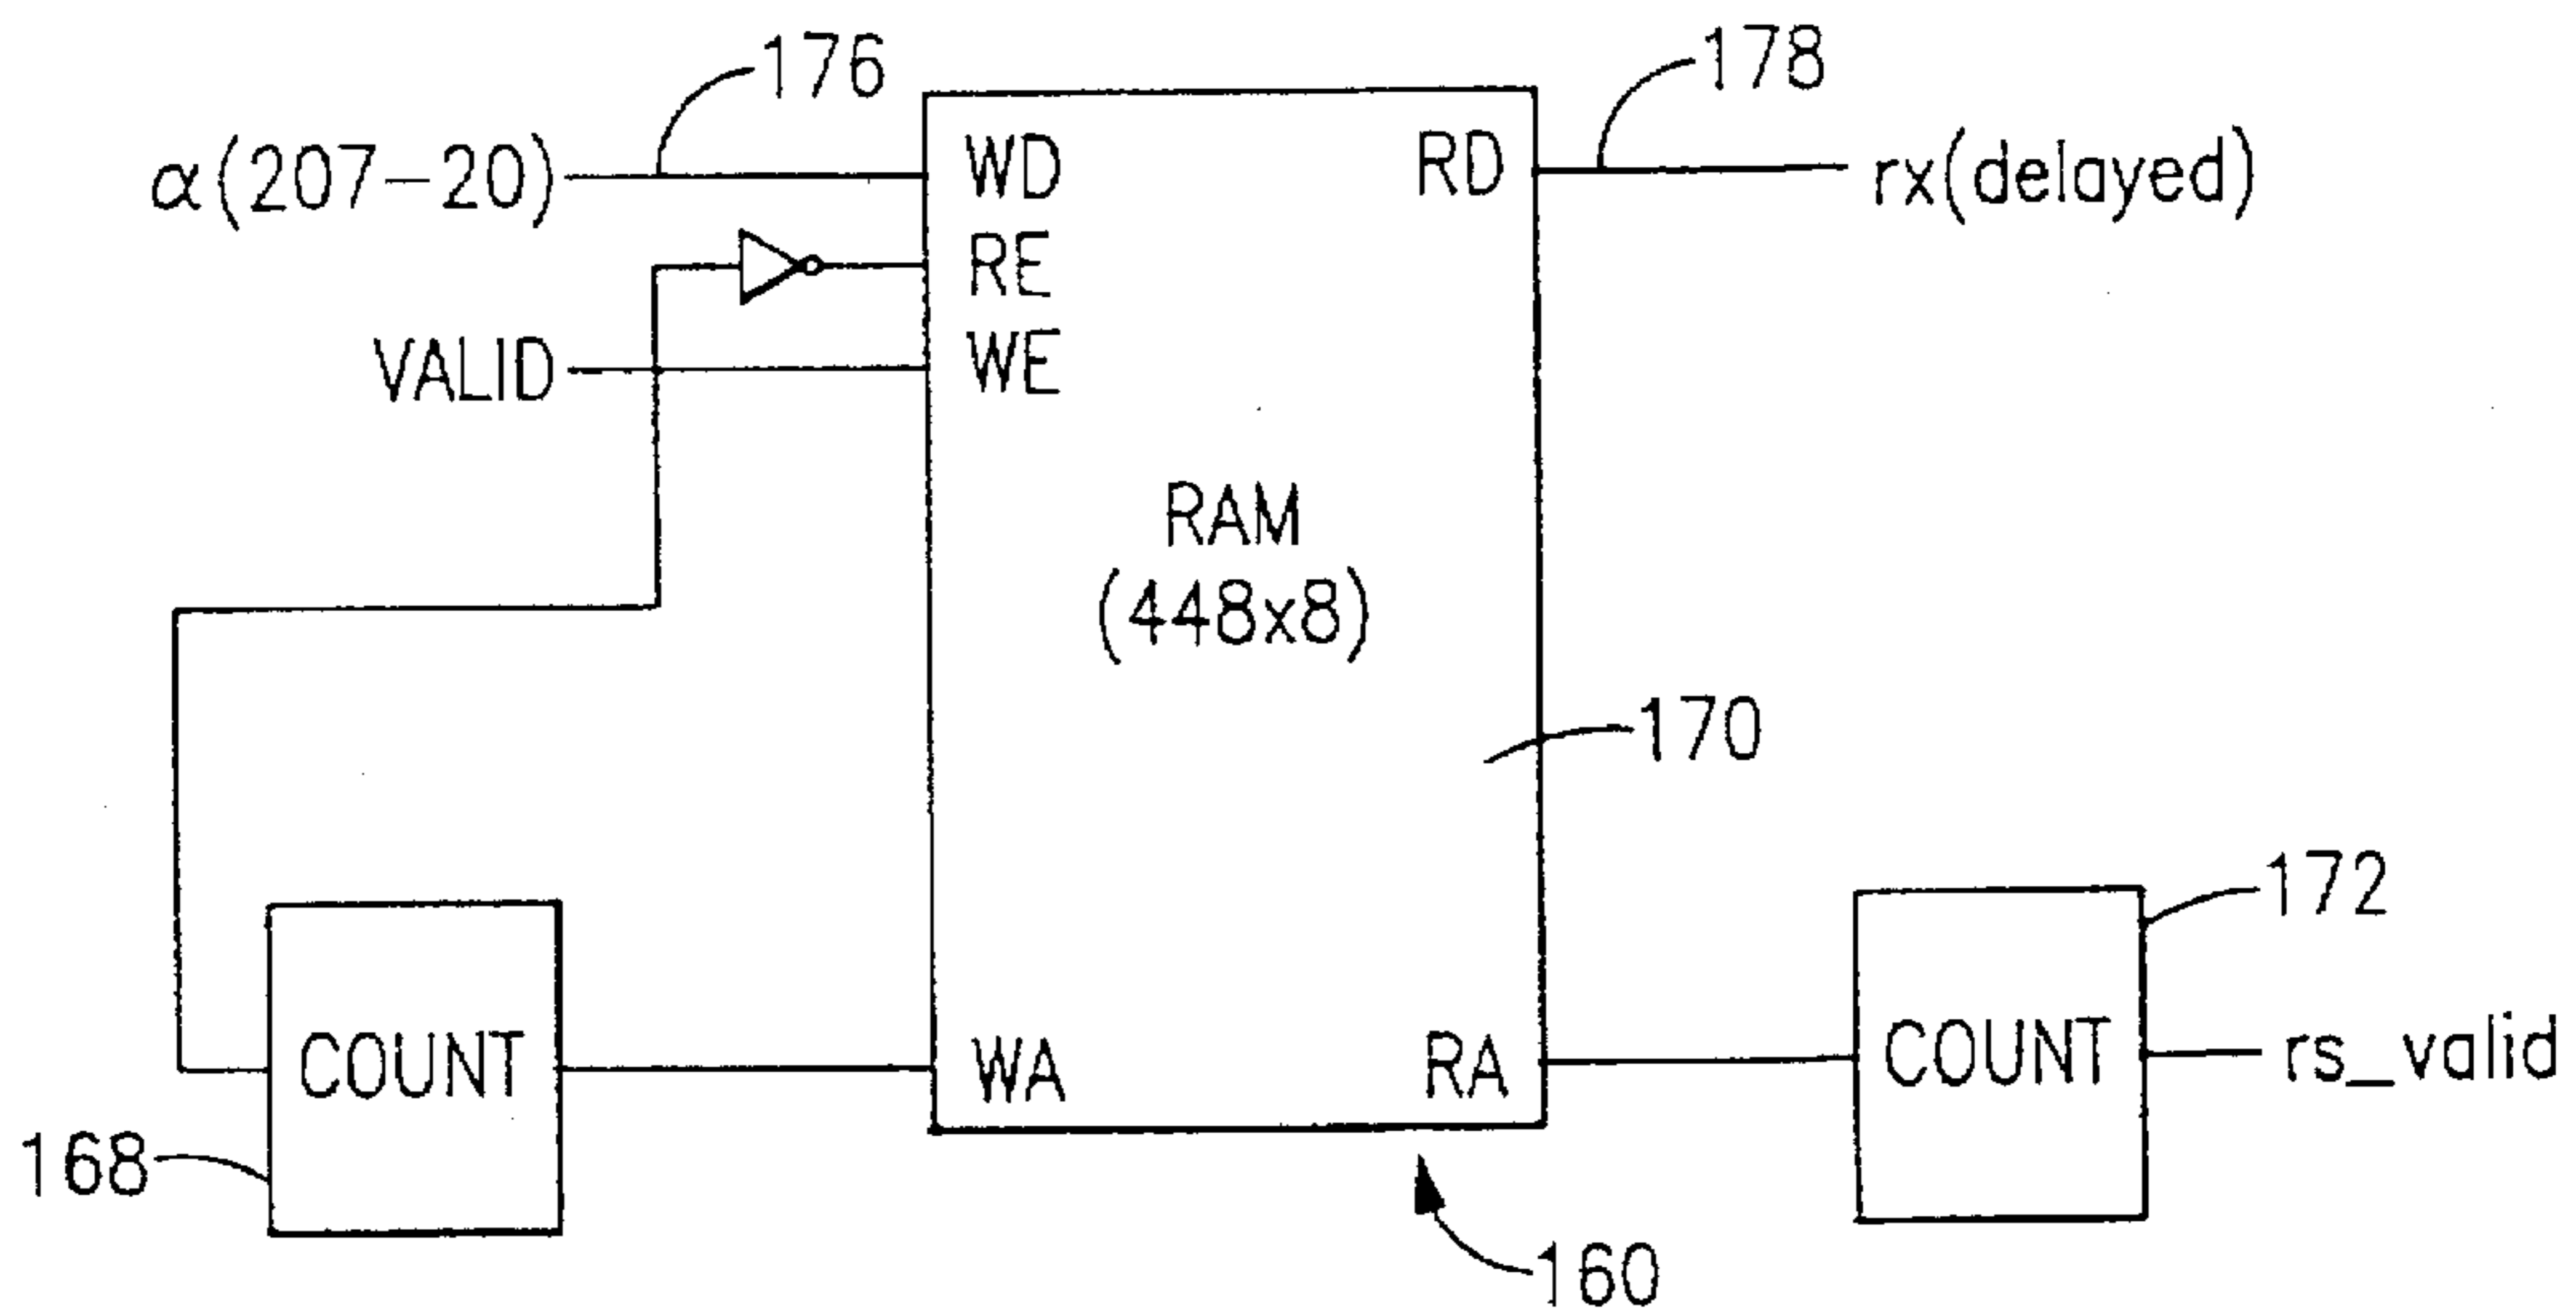 176
178
α(207-20)
WD
RD
rx(delayed)
RE
VALID
WE
RAM
(448x8)
170
172
COUNT
WA
RA
COUNT
rs_valid
168
160